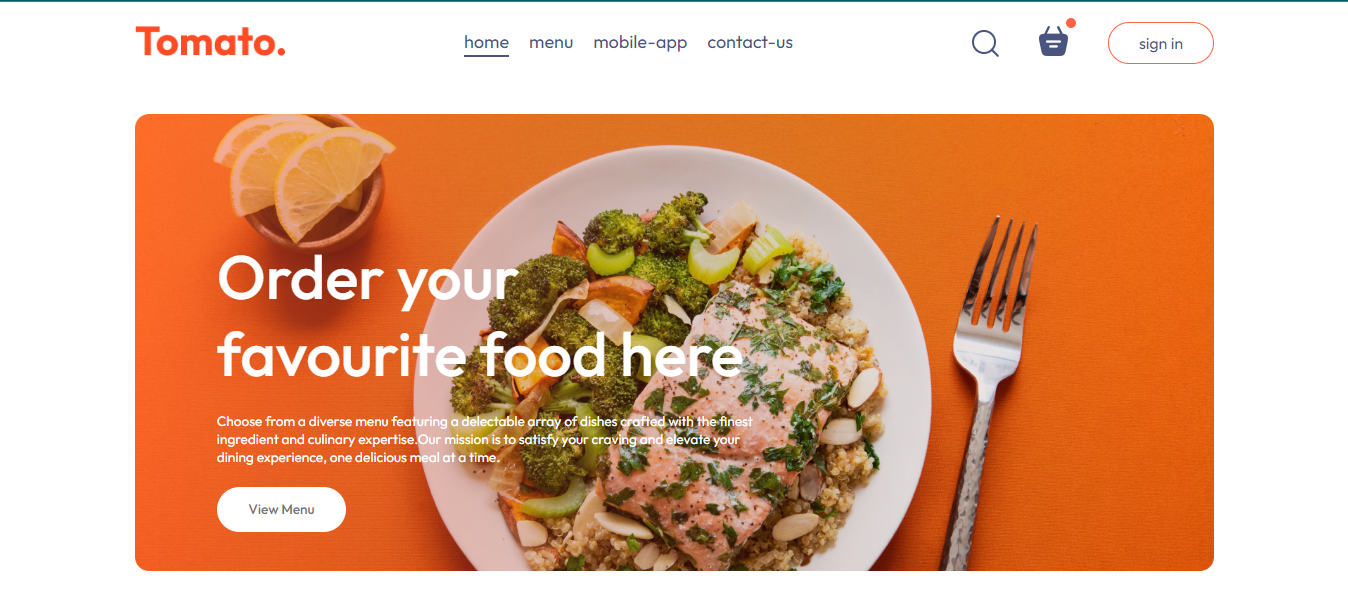 Tomato.
home menu mobile-app contact-us
sign in
Order your
favourite food here
Choose from a diverse menu featuring a delectable array of dishes crafted with the finest
ingredient and culinary expertise.Our mission is to satisfy your craving and elevate your
dining experience, one delicious meal at a time.
View Menu